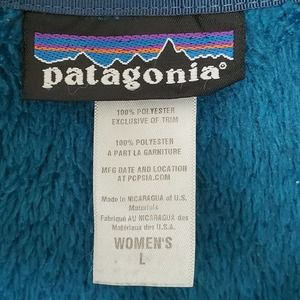 patagonia®
100% POLYESTER
EXCLUSIVE OF TRIM
100% POLYESTER
A PART LA GARNITURE
MFG DATE AND LOCATION
AT PCPSIA.COM
Made in NICARAGUA of U.S.
Materials
Fabriqué AU NICARAGUA des
Matériaux des U.S.A.
WOMEN'S
L